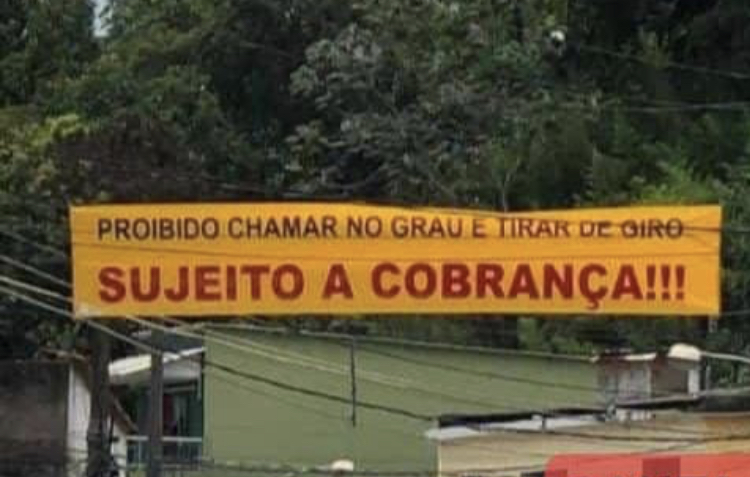 PROIBIDO CHAMAR NO GRAU E TIRAR DE GIRO
SUJEITO A COBRANÇA!!!